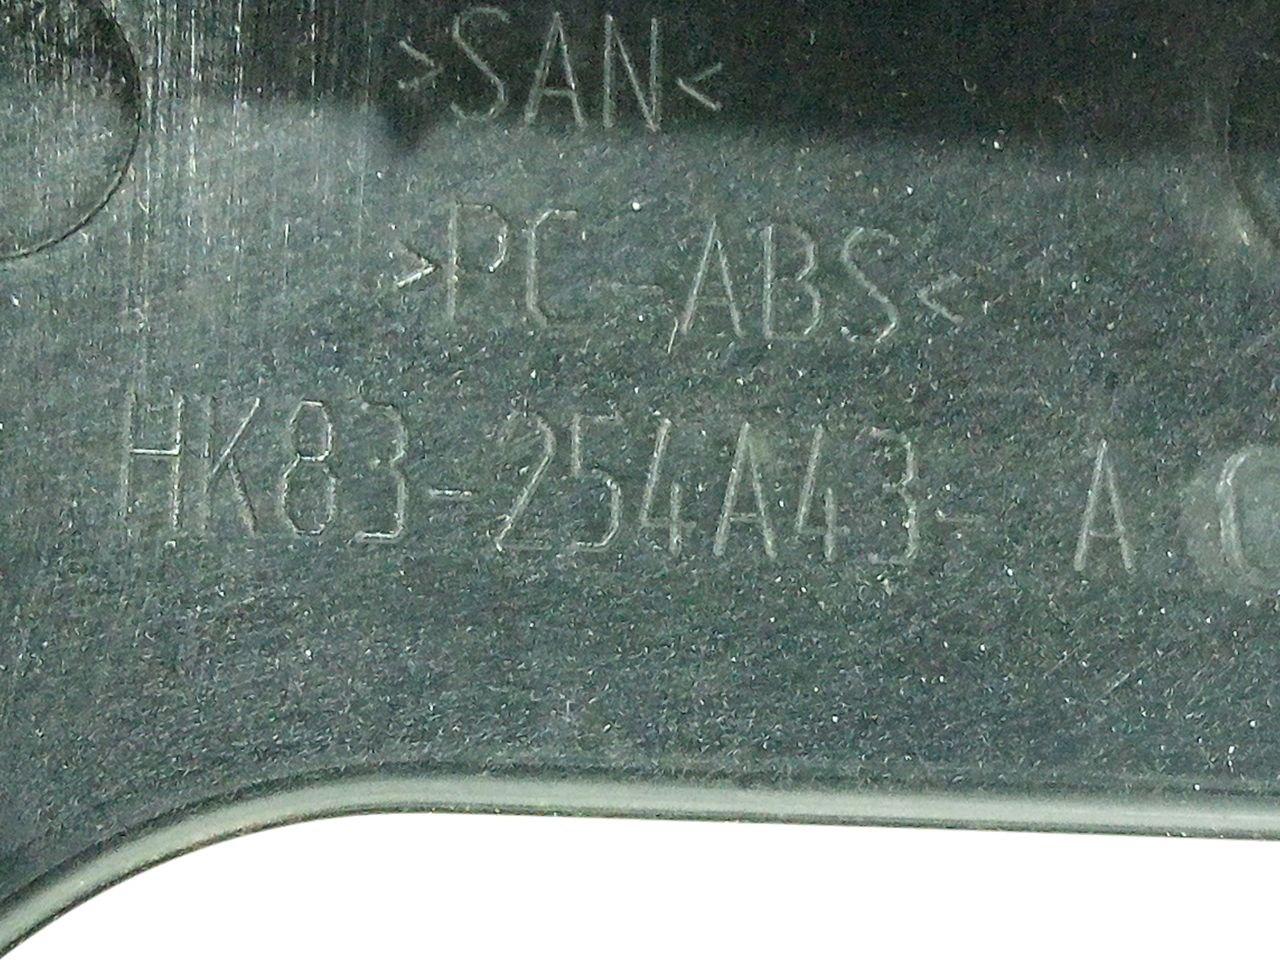 >SAN<
>PC-ABS<
HK83-254A43- A